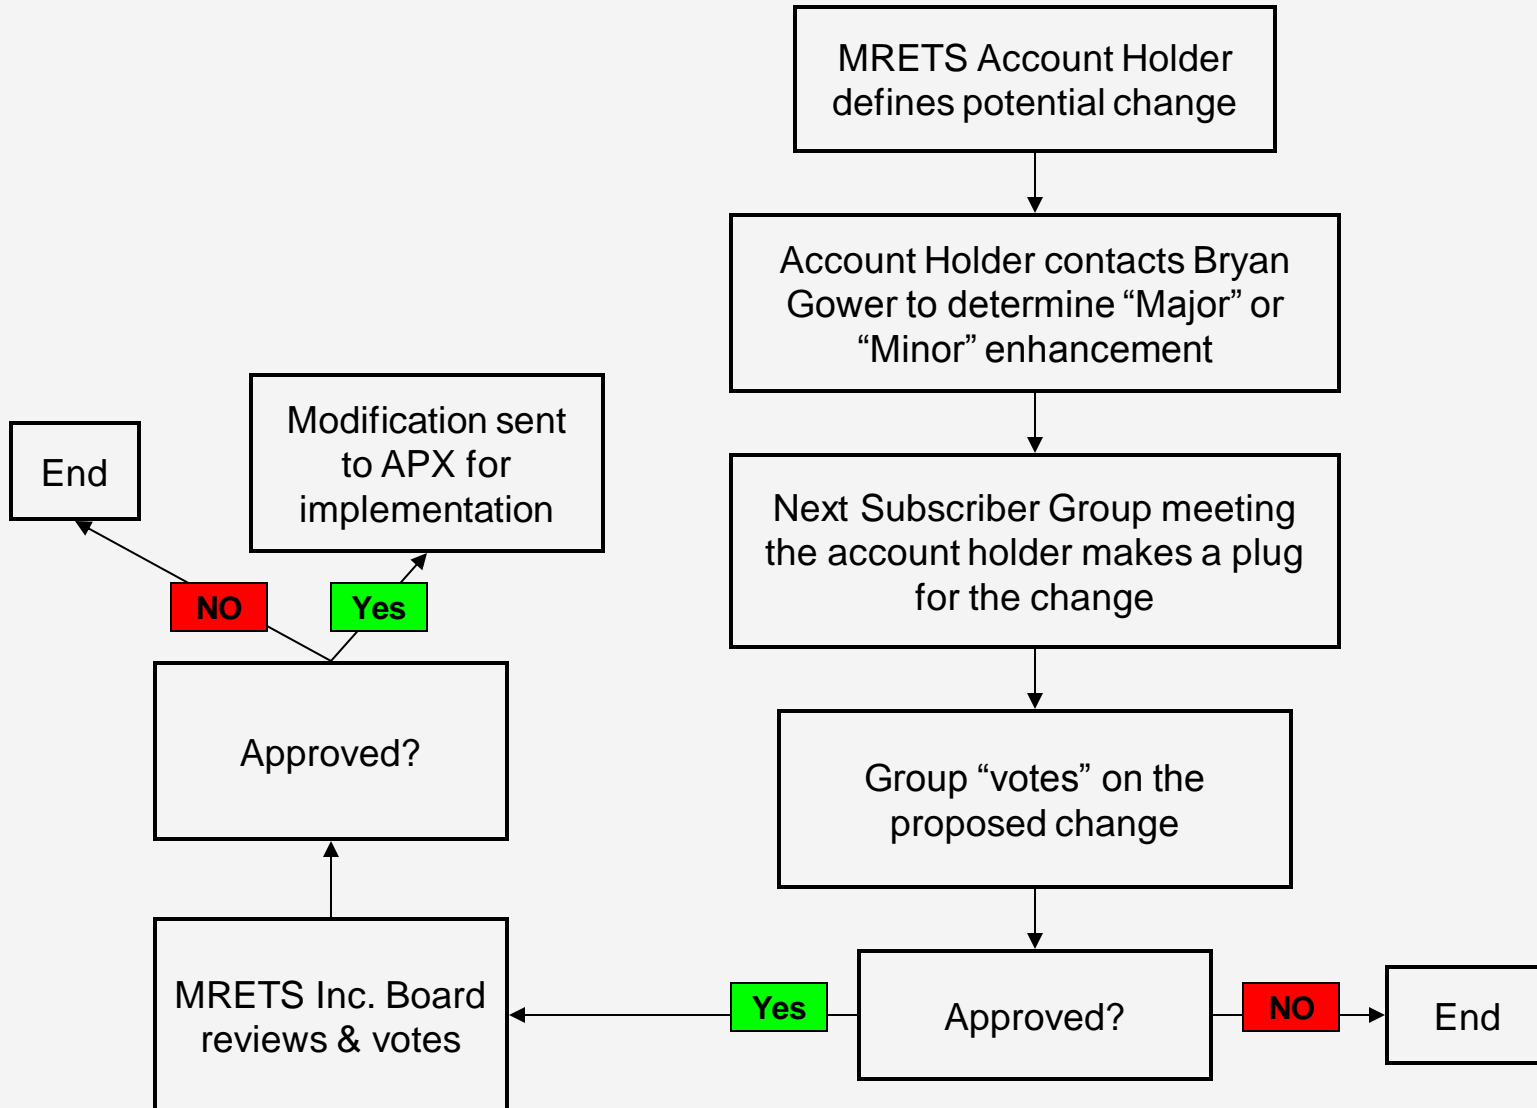 MRETS Account Holder
defines potential change
Account Holder contacts Bryan
Gower to determine “Major” or
“Minor” enhancement
Next Subscriber Group meeting
the account holder makes a plug
for the change
Group “votes” on the
proposed change
Approved?
NO
End
Yes
MRETS Inc. Board
reviews & votes
Approved?
NO
Yes
End
Modification sent
to APX for
implementation